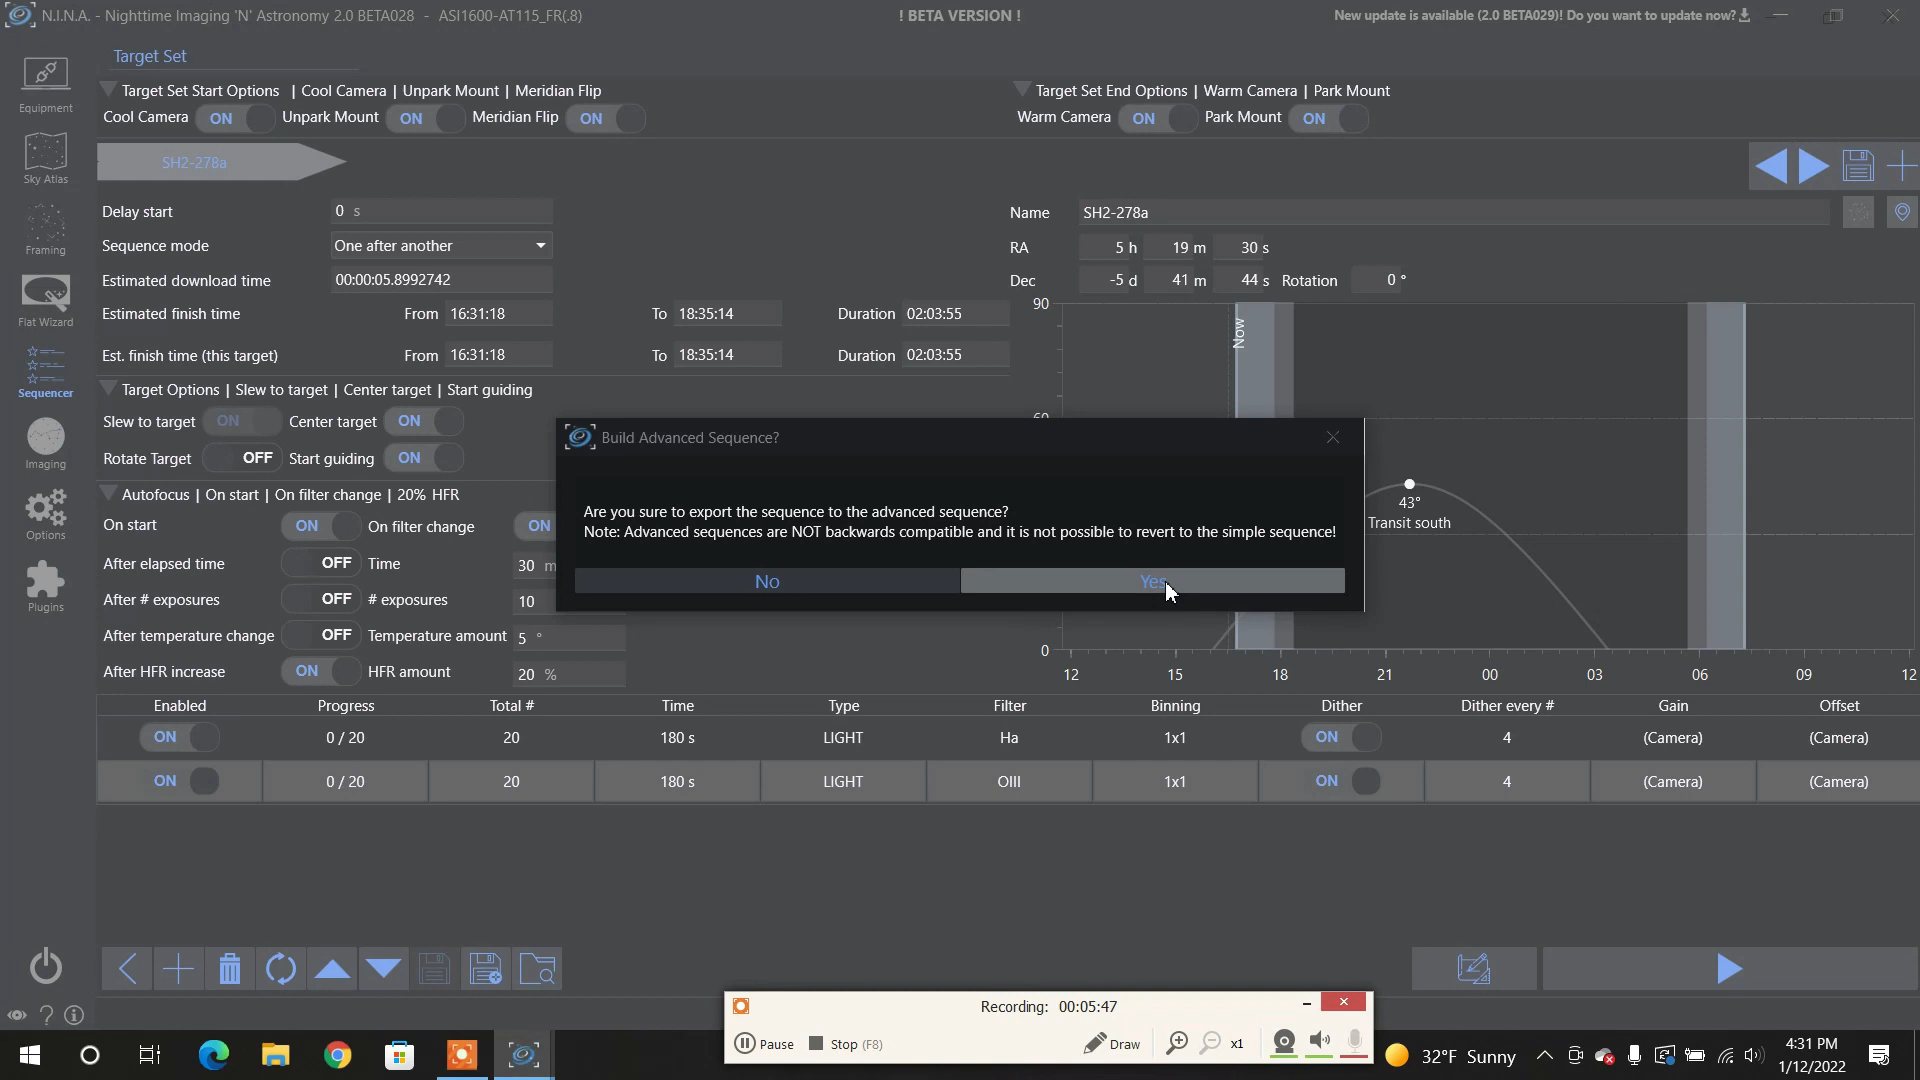 N.I.N.A. - Nighttime Imaging 'N' Astronomy 2.0 BETA028 - ASI1600-AT115_FR(.8)
! BETA VERSION !
New update is available (2.0 BETA029)! Do you want to update now?
Equipment
Sky Atlas
Framing
Flat Wizard
Sequencer
Imaging
Options
Plugins
Target Set
Target Set Start Options | Cool Camera | Unpark Mount | Meridian Flip
Cool Camera ON Unpark Mount ON Meridian Flip ON
Target Set End Options | Warm Camera | Park Mount
Warm Camera ON Park Mount ON
SH2-278a
Delay start 0 s
Sequence mode One after another
Estimated download time 00:00:05.8992742
Estimated finish time From 16:31:18 To 18:35:14 Duration 02:03:55
Est. finish time (this target) From 16:31:18 To 18:35:14 Duration 02:03:55
Name SH2-278a
RA 5 h 19 m 30 s
Dec -5 d 41 m 44 s Rotation 0 °
90
Now
60
43°
Transit south
0
12 15 18 21 00 03 06 09 12
Target Options | Slew to target | Center target | Start guiding
Slew to target ON Center target ON
Rotate Target OFF Start guiding ON
Autofocus | On start | On filter change | 20% HFR
On start ON On filter change ON
After elapsed time OFF Time 30 m
After # exposures OFF # exposures 10
After temperature change OFF Temperature amount 5 °
After HFR increase ON HFR amount 20 %
Build Advanced Sequence?
Are you sure to export the sequence to the advanced sequence?
Note: Advanced sequences are NOT backwards compatible and it is not possible to revert to the simple sequence!
No Yes
Enabled Progress Total # Time Type Filter Binning Dither Dither every # Gain Offset
ON 0 / 20 20 180 s LIGHT Ha 1x1 ON 4 (Camera) (Camera)
ON 0 / 20 20 180 s LIGHT OIII 1x1 ON 4 (Camera) (Camera)
Recording: 00:05:47
Pause Stop (F8) Draw x1
32°F Sunny
4:31 PM
1/12/2022